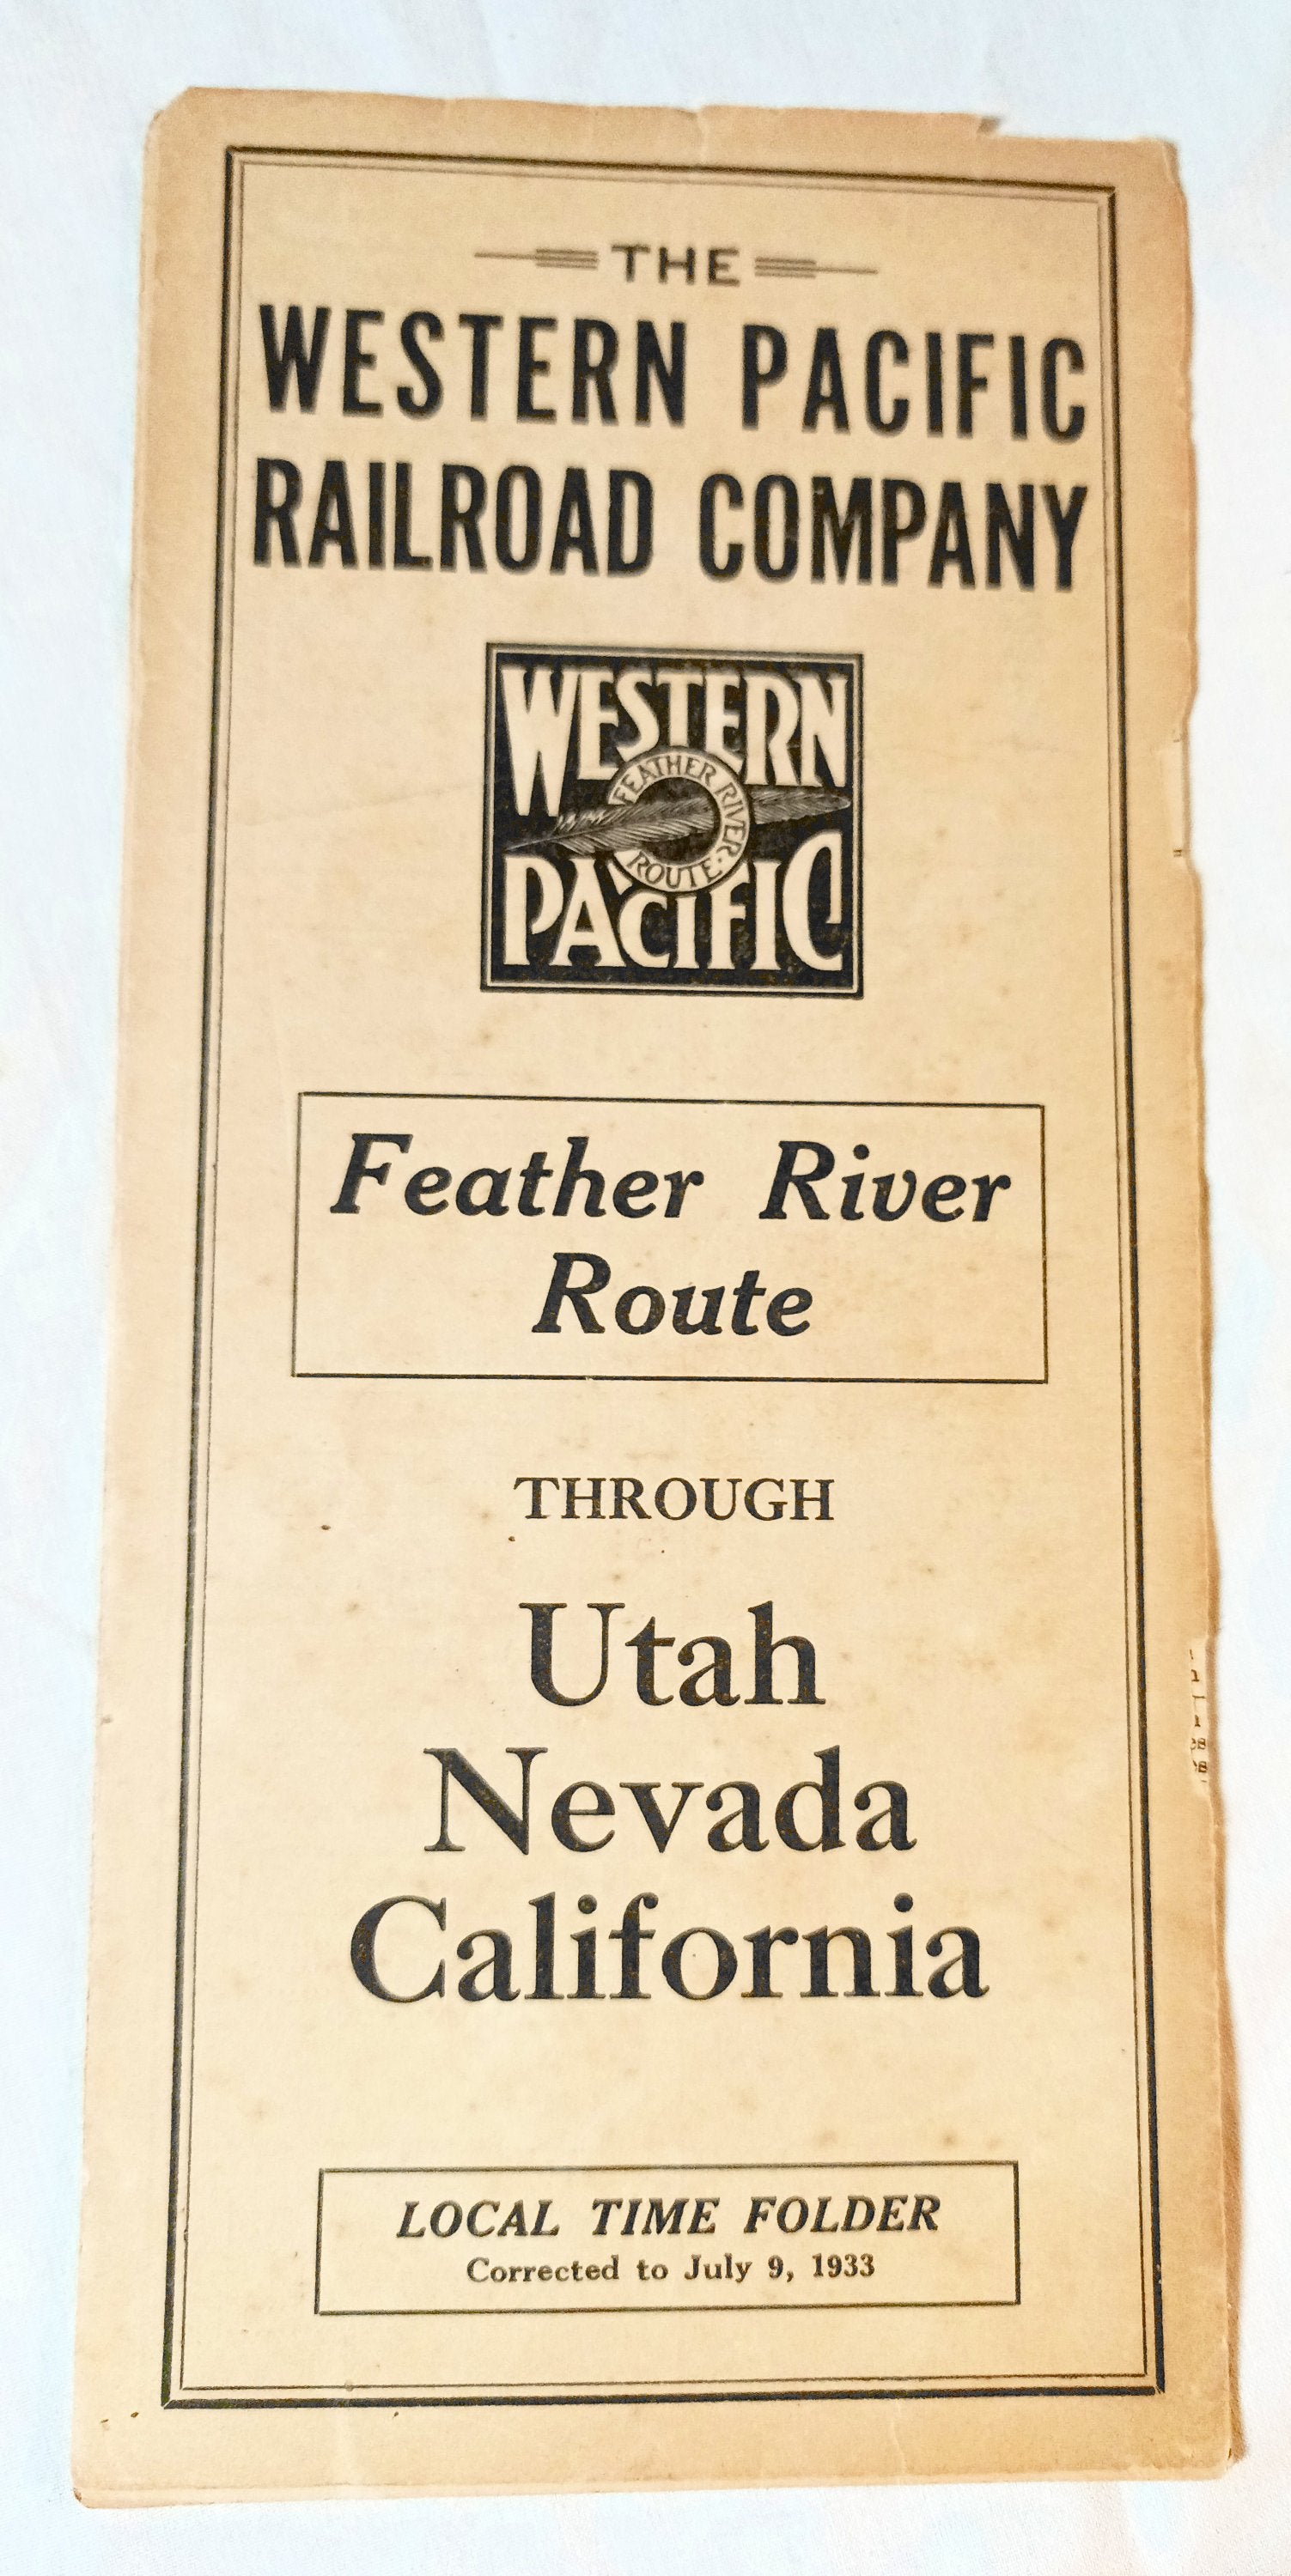 THE
WESTERN PACIFIC
RAILROAD COMPANY
WESTERN
FEATHER RIVER
ROUTE
PACIFIC
Feather River
Route
THROUGH
Utah
Nevada
California
LOCAL TIME FOLDER
Corrected to July 9, 1933